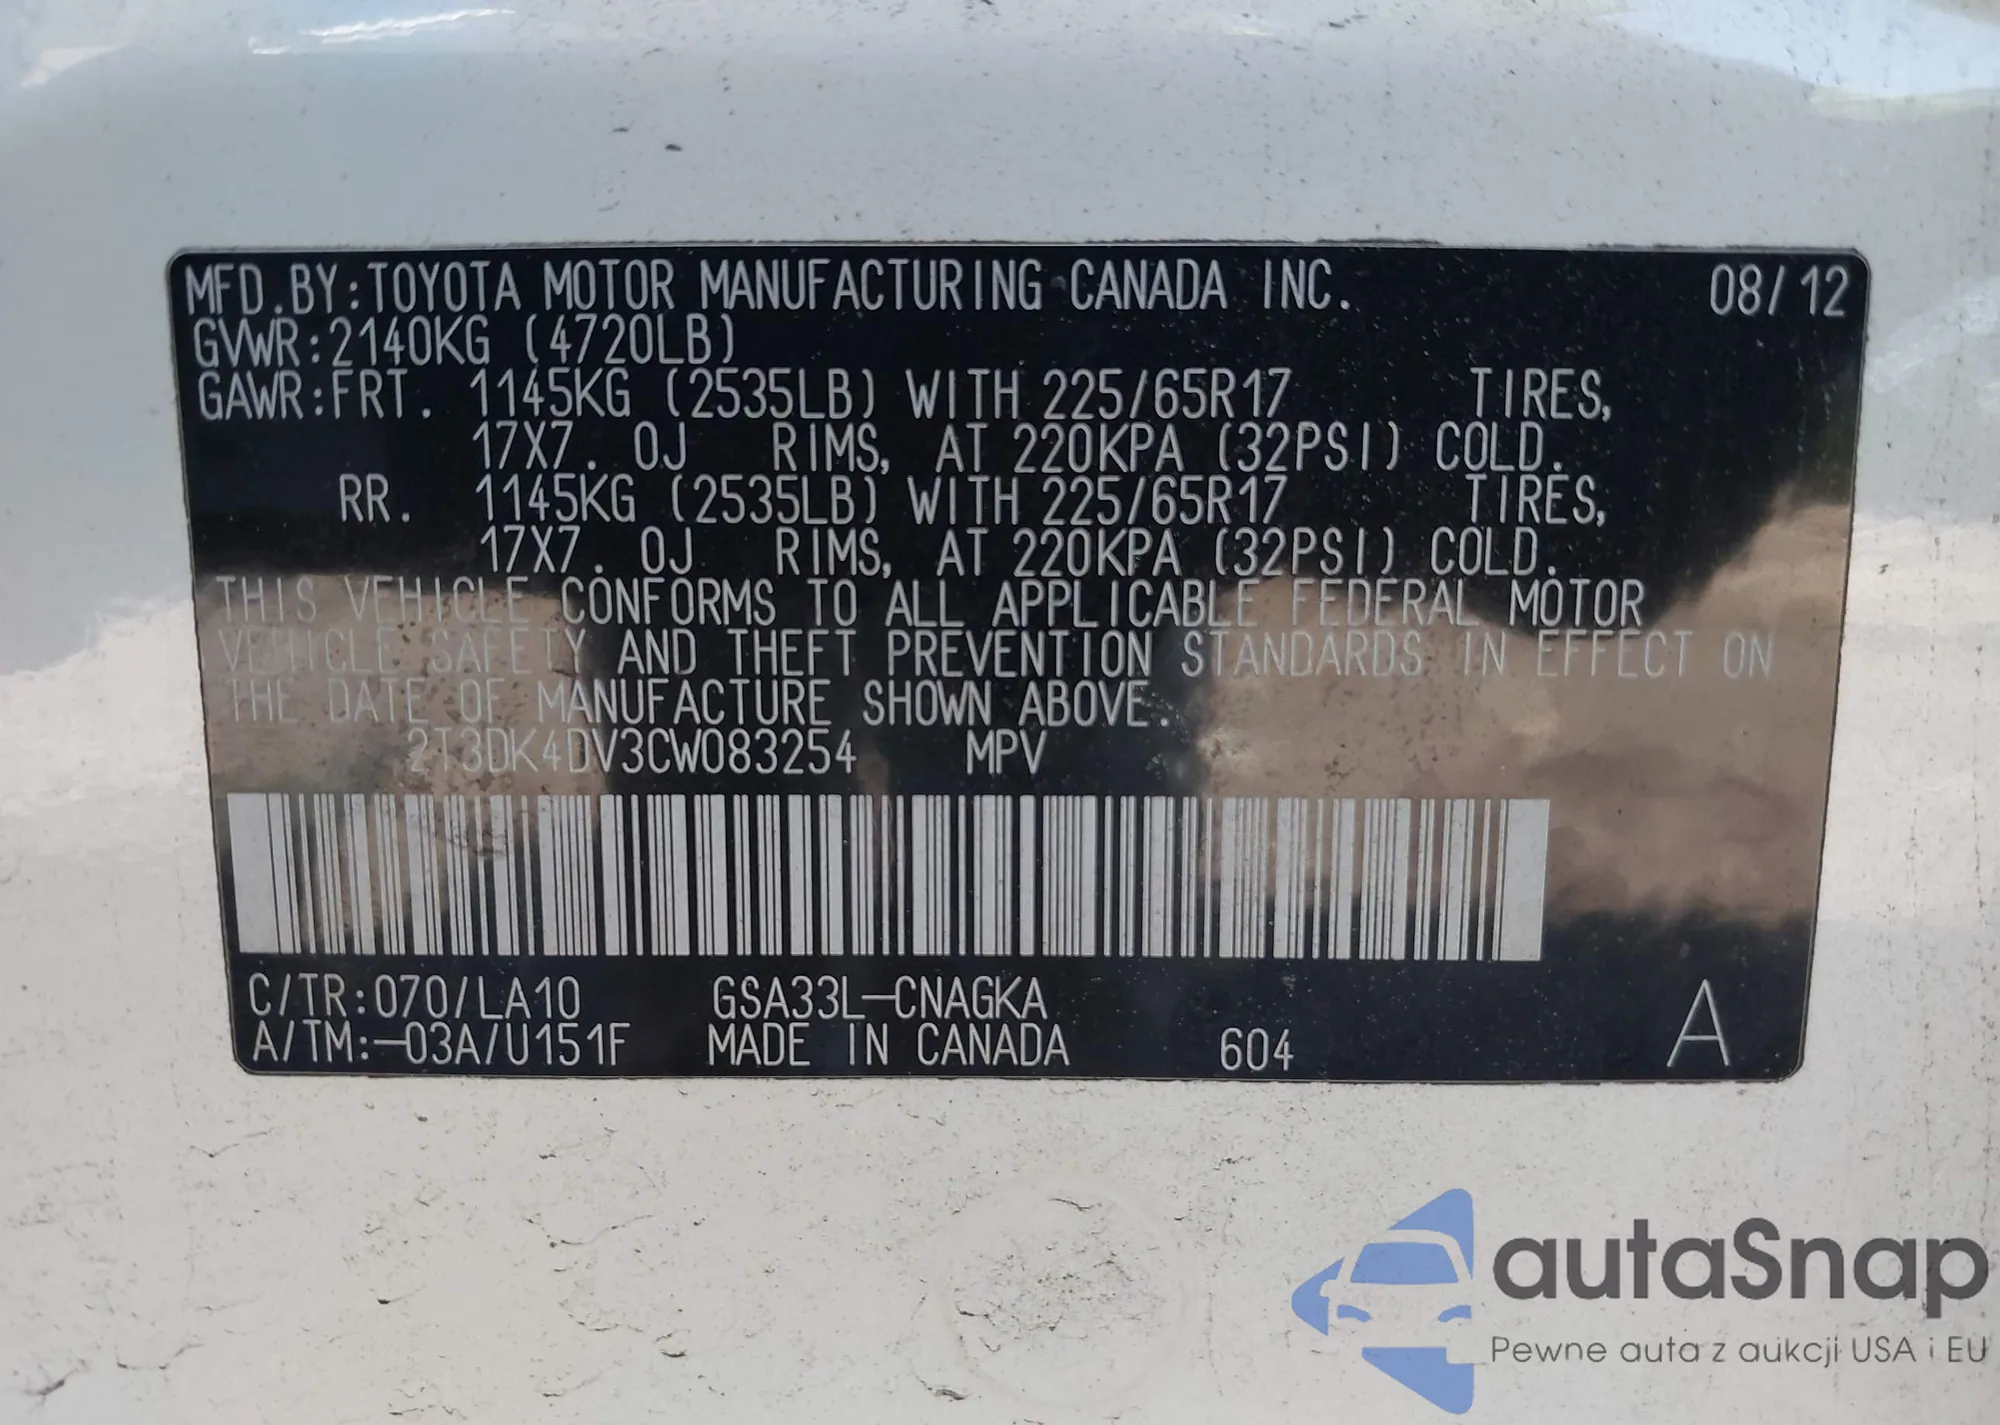 MFD.BY:TOYOTA MOTOR MANUFACTURING CANADA INC. 08/12
GVWR:2140KG (4720LB)
GAWR:FRT. 1145KG (2535LB) WITH 225/65R17 TIRES,
17X7.0J RIMS, AT 220KPA (32PSI) COLD.
RR. 1145KG (2535LB) WITH 225/65R17 TIRES,
17X7.0J RIMS, AT 220KPA (32PSI) COLD.
THIS VEHICLE CONFORMS TO ALL APPLICABLE FEDERAL MOTOR
VEHICLE SAFETY AND THEFT PREVENTION STANDARDS IN EFFECT ON
THE DATE OF MANUFACTURE SHOWN ABOVE.
2T3DK4DV3CW083254 MPV
C/TR:070/LA10 GSA33L-CNAGKA
A/TM:-03A/U151F MADE IN CANADA 604 A
autaSnap
Pewne auta z aukcji USA i EU